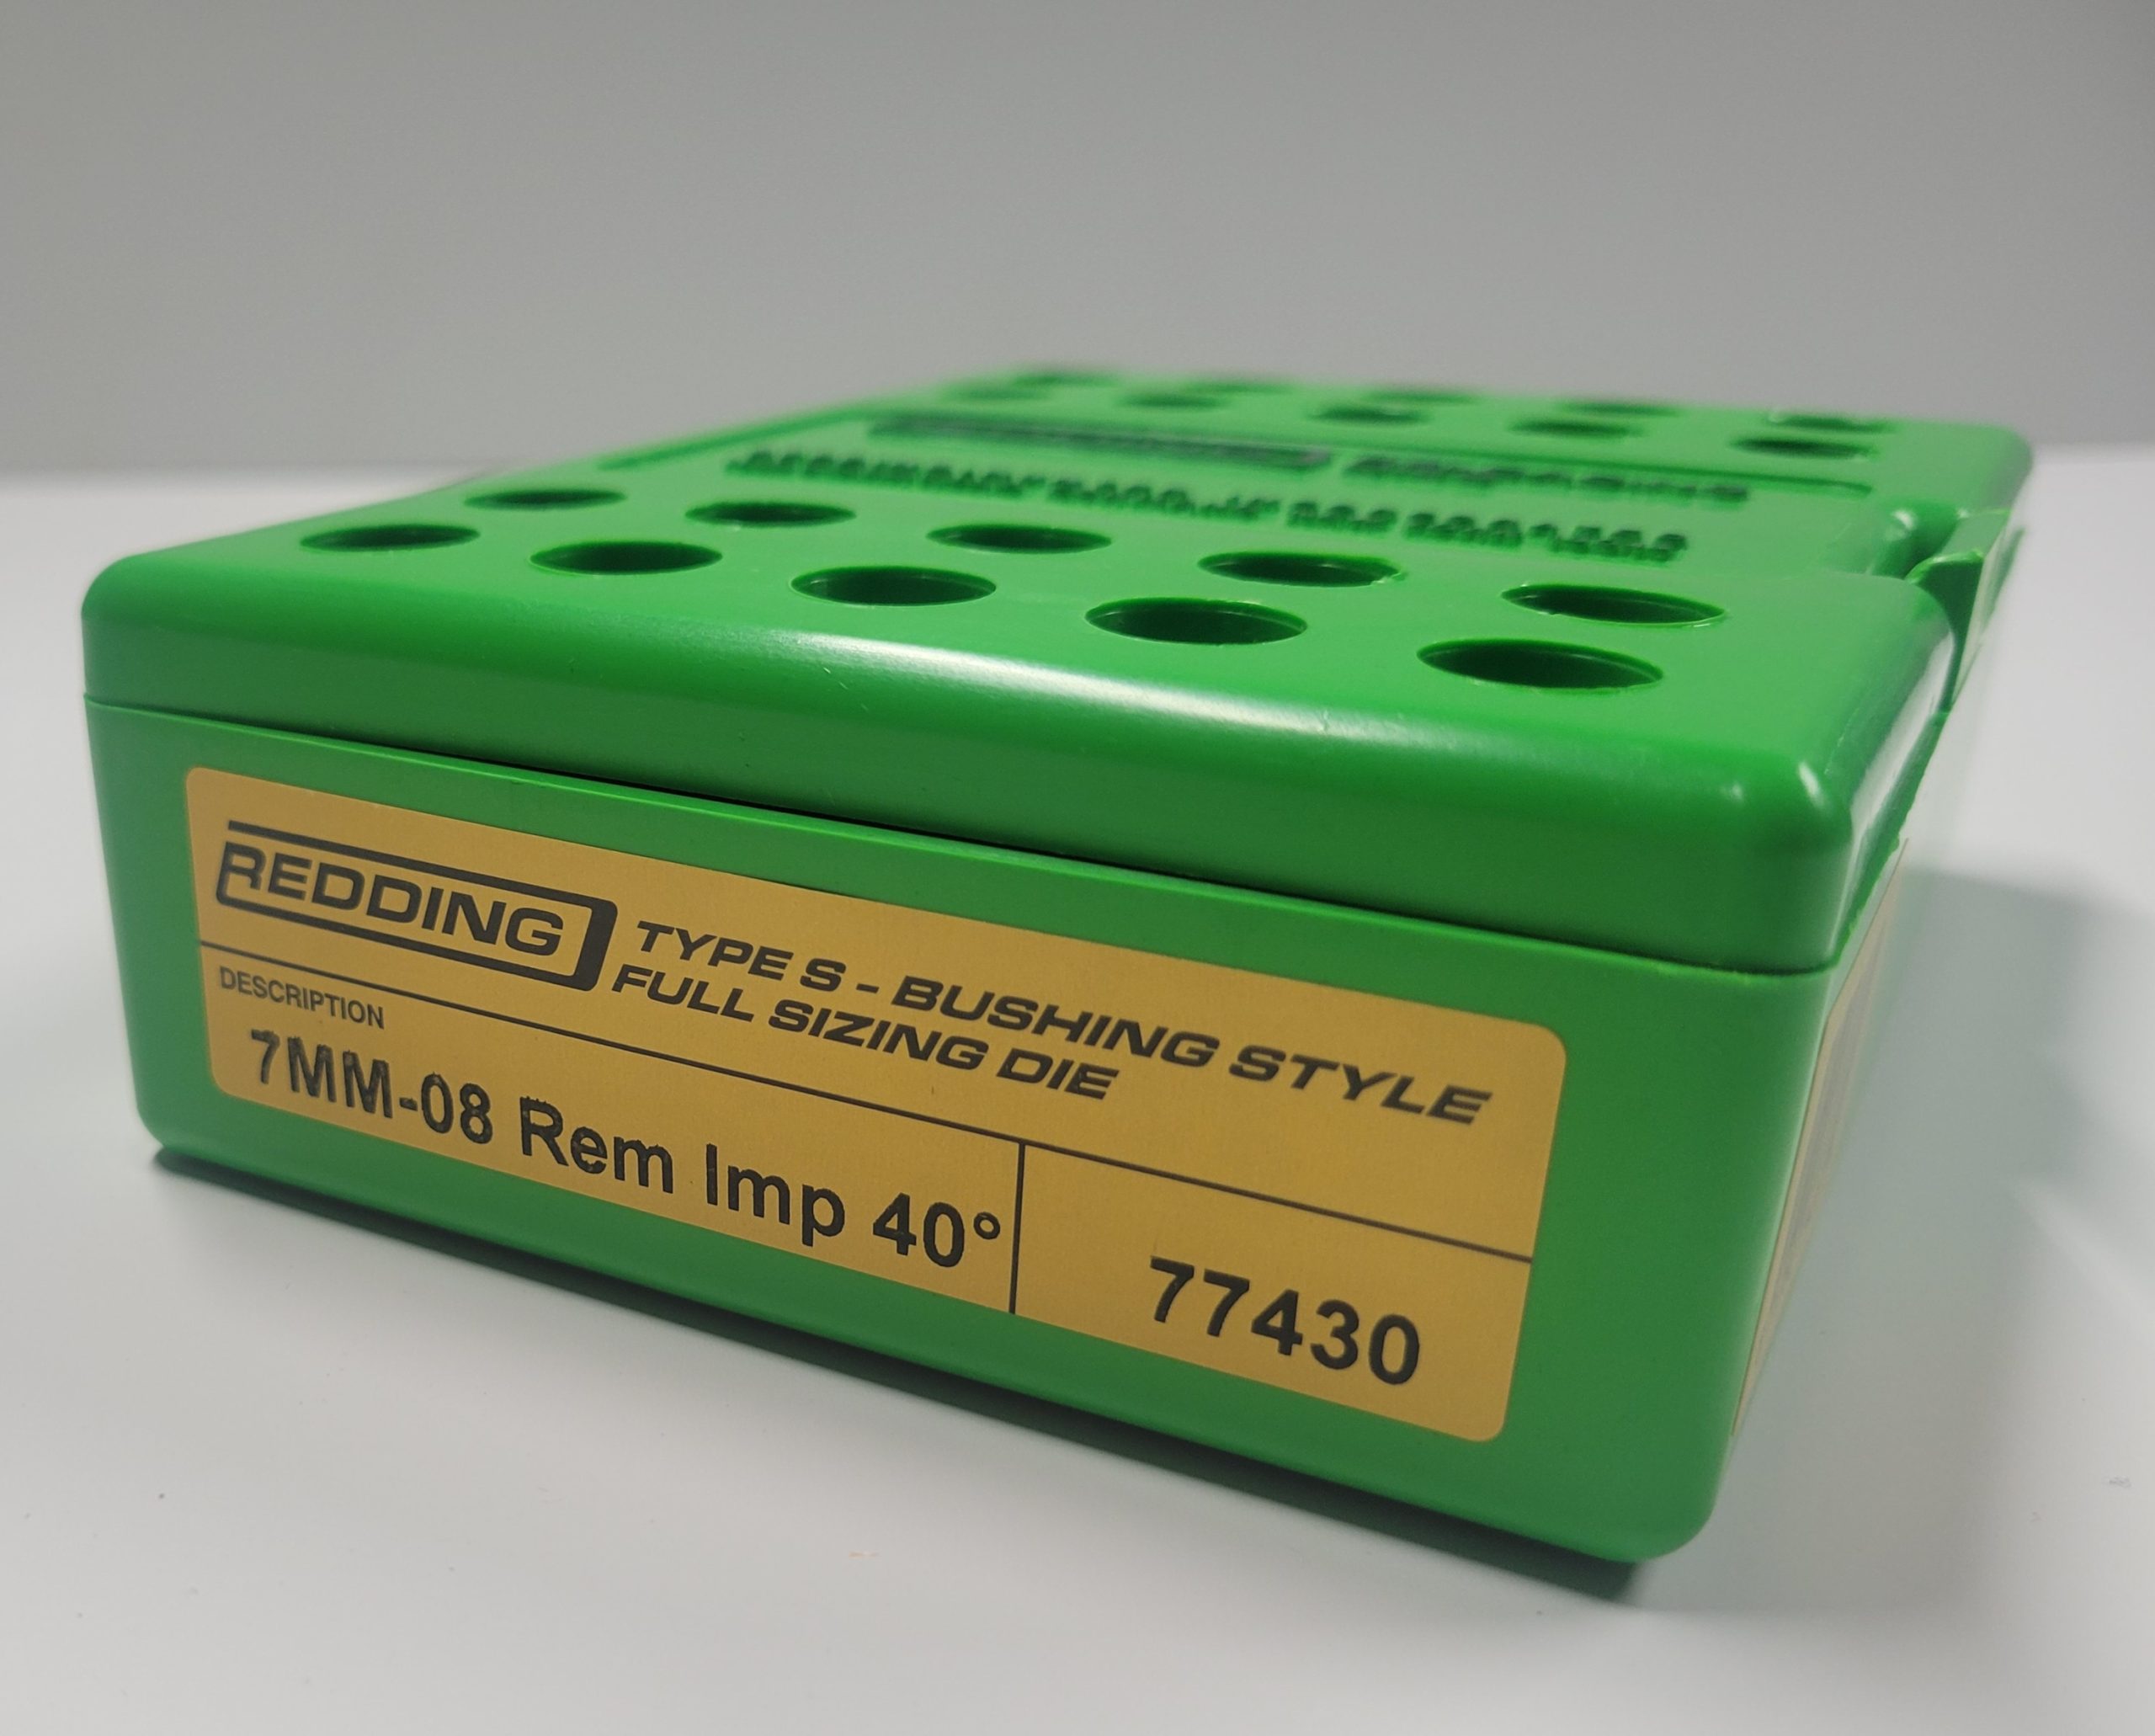 REDDING
TYPE S - BUSHING STYLE
FULL SIZING DIE
DESCRIPTION
7MM-08 Rem Imp 40°
77430